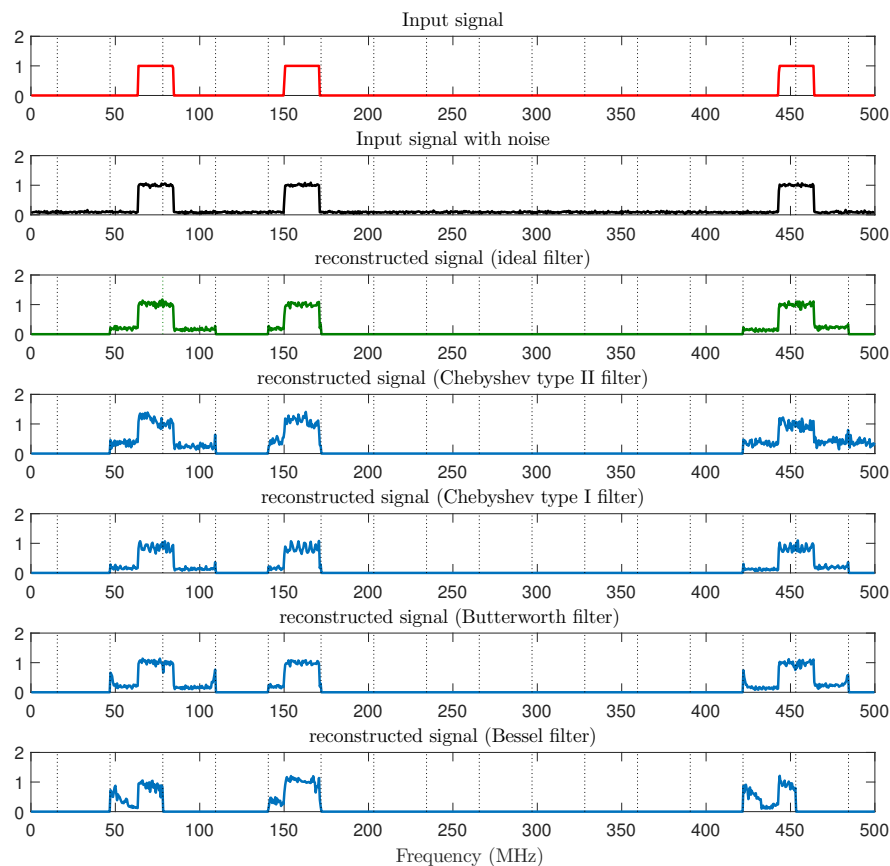 Input signal
2
1
0
0 50 100 150 200 250 300 350 400 450 500
Input signal with noise
2
1
0
0 50 100 150 200 250 300 350 400 450 500
reconstructed signal (ideal filter)
2
1
0
0 50 100 150 200 250 300 350 400 450 500
reconstructed signal (Chebyshev type II filter)
2
1
0
0 50 100 150 200 250 300 350 400 450 500
reconstructed signal (Chebyshev type I filter)
2
1
0
0 50 100 150 200 250 300 350 400 450 500
reconstructed signal (Butterworth filter)
2
1
0
0 50 100 150 200 250 300 350 400 450 500
reconstructed signal (Bessel filter)
2
1
0
0 50 100 150 200 250 300 350 400 450 500
Frequency (MHz)